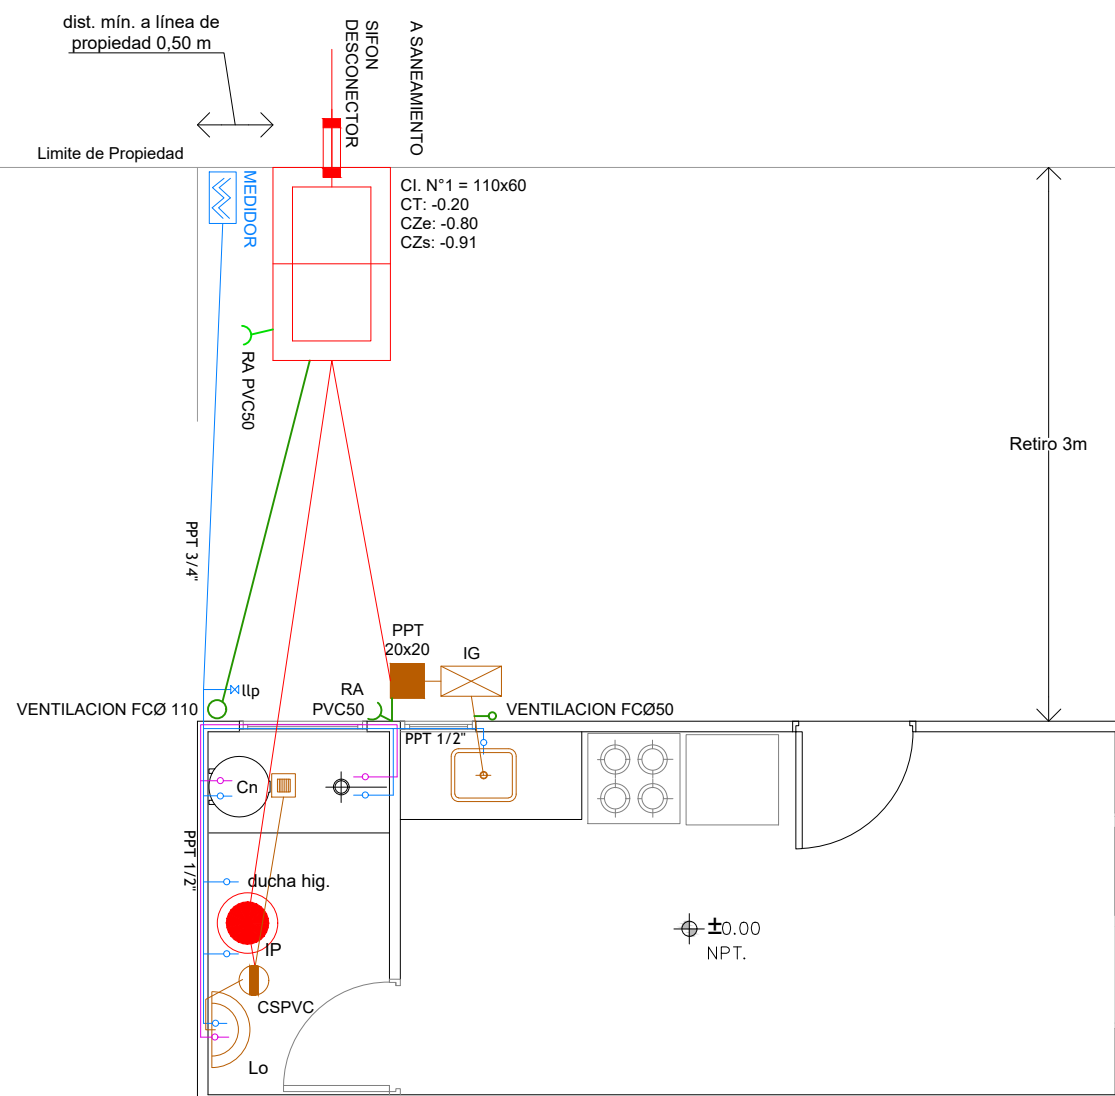 dist. mín. a línea de
propiedad 0,50 m
SIFON
DESCONECTOR
A SANEAMIENTO
Limite de Propiedad
MEDIDOR
CI. N°1 = 110x60
CT: -0.20
CZe: -0.80
CZs: -0.91
RA PVC50
Retiro 3m
PPT 3/4"
PPT
20x20
IG
llp
RA
PVC50
VENTILACION FCØ 110
VENTILACION FCØ50
PPT 1/2"
Cn
PPT 1/2"
ducha hig.
IP
±0.00
NPT.
CSPVC
Lo